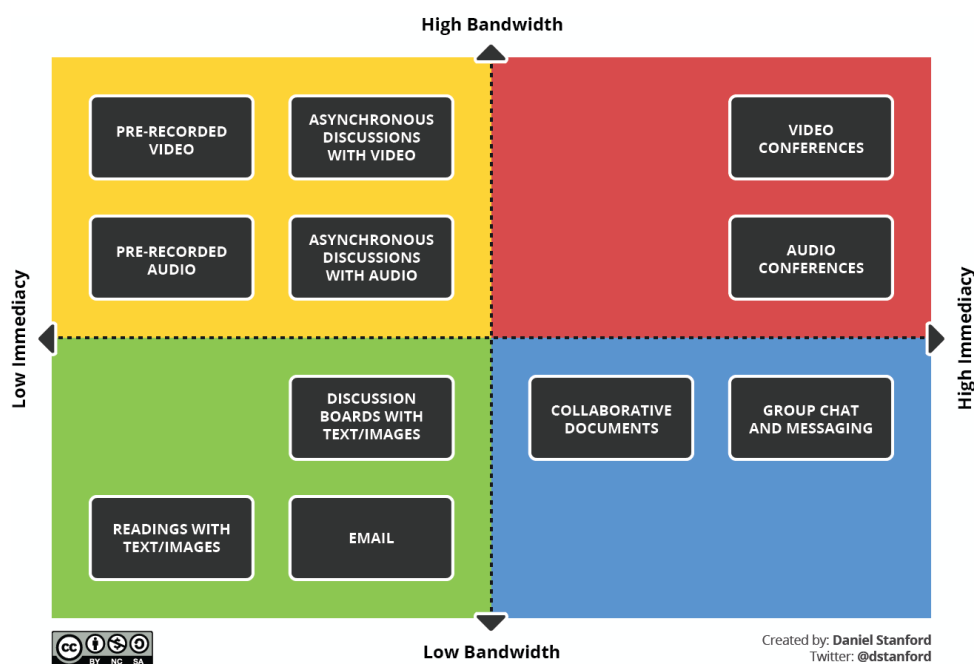 High Bandwidth
PRE-RECORDED
VIDEO
ASYNCHRONOUS
DISCUSSIONS
WITH VIDEO
VIDEO
CONFERENCES
PRE-RECORDED
AUDIO
ASYNCHRONOUS
DISCUSSIONS
WITH AUDIO
AUDIO
CONFERENCES
Low Immediacy
High Immediacy
DISCUSSION
BOARDS WITH
TEXT/IMAGES
COLLABORATIVE
DOCUMENTS
GROUP CHAT
AND MESSAGING
READINGS WITH
TEXT/IMAGES
EMAIL
Low Bandwidth
cc
BY NC SA
Created by: Daniel Stanford
Twitter: @dstanford